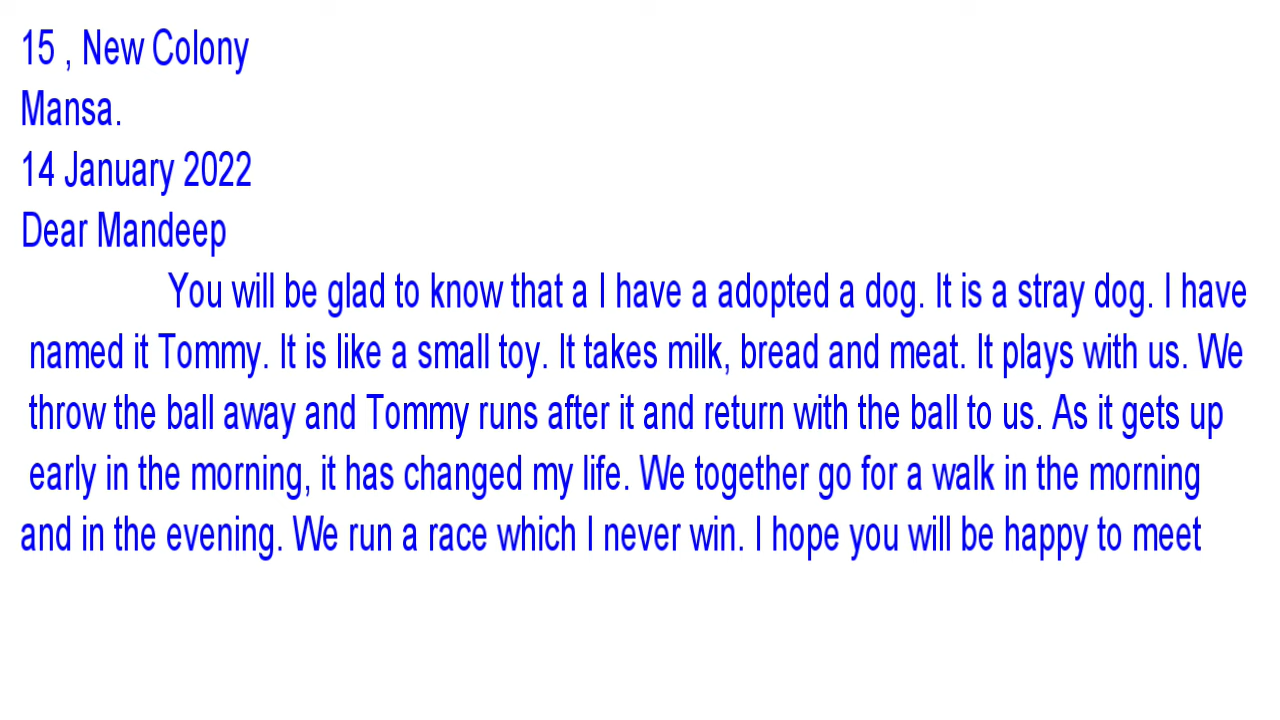 15 , New Colony
Mansa.
14 January 2022
Dear Mandeep
You will be glad to know that a I have a adopted a dog. It is a stray dog. I have
named it Tommy. It is like a small toy. It takes milk, bread and meat. It plays with us. We
throw the ball away and Tommy runs after it and return with the ball to us. As it gets up
early in the morning, it has changed my life. We together go for a walk in the morning
and in the evening. We run a race which I never win. I hope you will be happy to meet